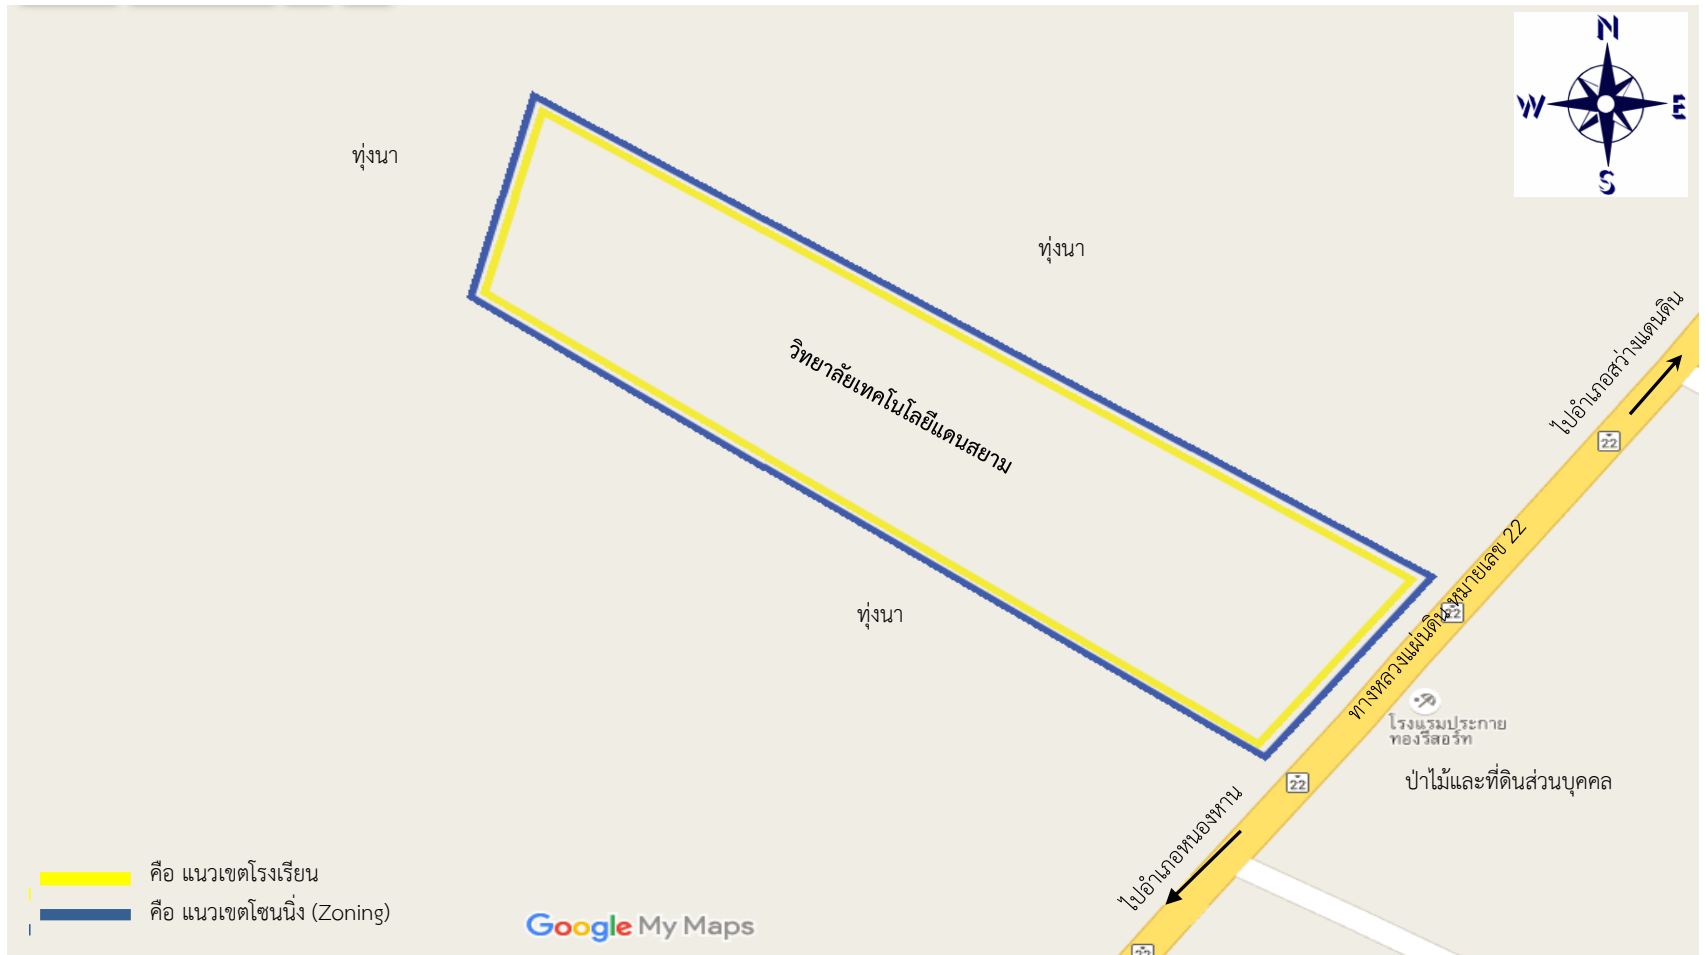 N
W E
S
ทุ่งนา
ทุ่งนา
วิทยาลัยเทคโนโลยีแดนสยาม
ไปอำเภอสว่างแดนดิน
22
ทางหลวงแผ่นดิน หมายเลข 22
22
ทุ่งนา
โรงแรมประกาย
ทองรีสอร์ท
ป่าไม้และที่ดินส่วนบุคคล
22
ไปอำเภอหนองหาน
22
คือ แนวเขตโรงเรียน
คือ แนวเขตโซนนิ่ง (Zoning)
Google My Maps